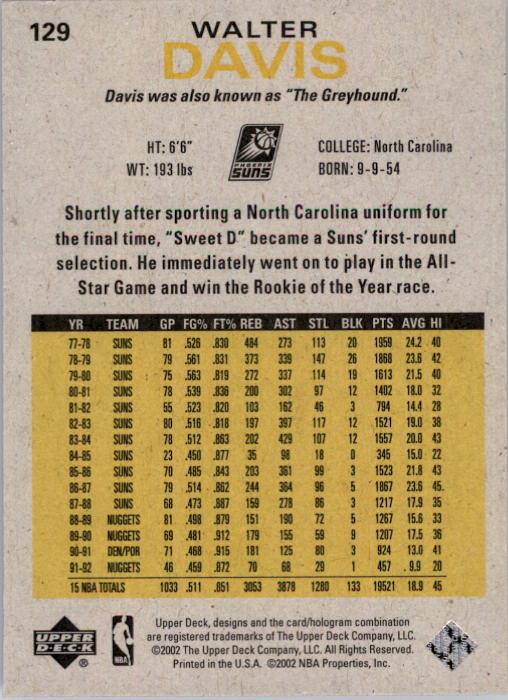 129
WALTER
DAVIS
Davis was also known as "The Greyhound."
HT: 6'6"
WT: 193 lbs
PHOENIX
SUNS
COLLEGE: North Carolina
BORN: 9-9-54
Shortly after sporting a North Carolina uniform for
the final time, "Sweet D" became a Suns' first-round
selection. He immediately went on to play in the All-
Star Game and win the Rookie of the Year race.
YR TEAM GP FG% FT% REB AST STL BLK PTS AVG HI
77-78 SUNS 81 .526 .830 484 273 113 20 1959 24.2 40
78-79 SUNS 79 .561 .831 373 339 147 26 1868 23.6 42
79-80 SUNS 75 .563 .819 272 337 114 19 1613 21.5 40
80-81 SUNS 78 .539 .836 200 302 97 12 1402 18.0 32
81-82 SUNS 55 .523 .820 103 162 46 3 794 14.4 28
82-83 SUNS 80 .516 .818 197 397 117 12 1521 19.0 38
83-84 SUNS 78 .512 .863 202 429 107 12 1557 20.0 43
84-85 SUNS 23 .450 .877 35 98 18 0 345 15.0 22
85-86 SUNS 70 .485 .843 203 361 99 3 1523 21.8 43
86-87 SUNS 79 .514 .862 244 364 96 5 1867 23.6 45.
87-88 SUNS 68 .473 .887 159 278 86 3 1217 17.9 35
88-89 NUGGETS 81 .498 .879 151 190 72 5 1267 15.6 33
89-90 NUGGETS 69 .481 .912 179 155 59 9 1207 17.5 36
90-91 DEN/POR 71 .468 .915 181 125 80 3 924 13.0 41
91-92 NUGGETS 46 .459 .872 70 68 29 1 457 9.9 20
15 NBA TOTALS 1033 .511 .851 3053 3878 1280 133 19521 18.9 45
UPPER
DECK
®
NBA
Upper Deck, designs and the card/hologram combination
are registered trademarks of The Upper Deck Company, LLC.
©2002 The Upper Deck Company, LLC. All Rights Reserved.
Printed in the U.S.A. ©2002 NBA Properties, Inc.